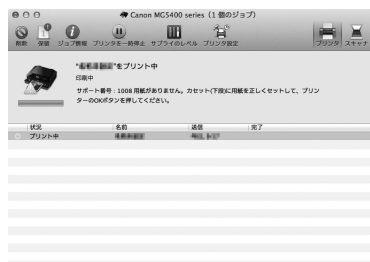 Canon MG5400 series（1 個のジョブ）
削除 保留 ジョブ情報 プリンタを一時停止 サプライのレベル プリンタ設定 プリンタ スキャナ
"をプリント中
印刷中
サポート番号：1008 用紙がありません。カセット(下段)に用紙を正しくセットして、プリン
ターのOKボタンを押してください。
状況 名前 送信 完了
プリント中